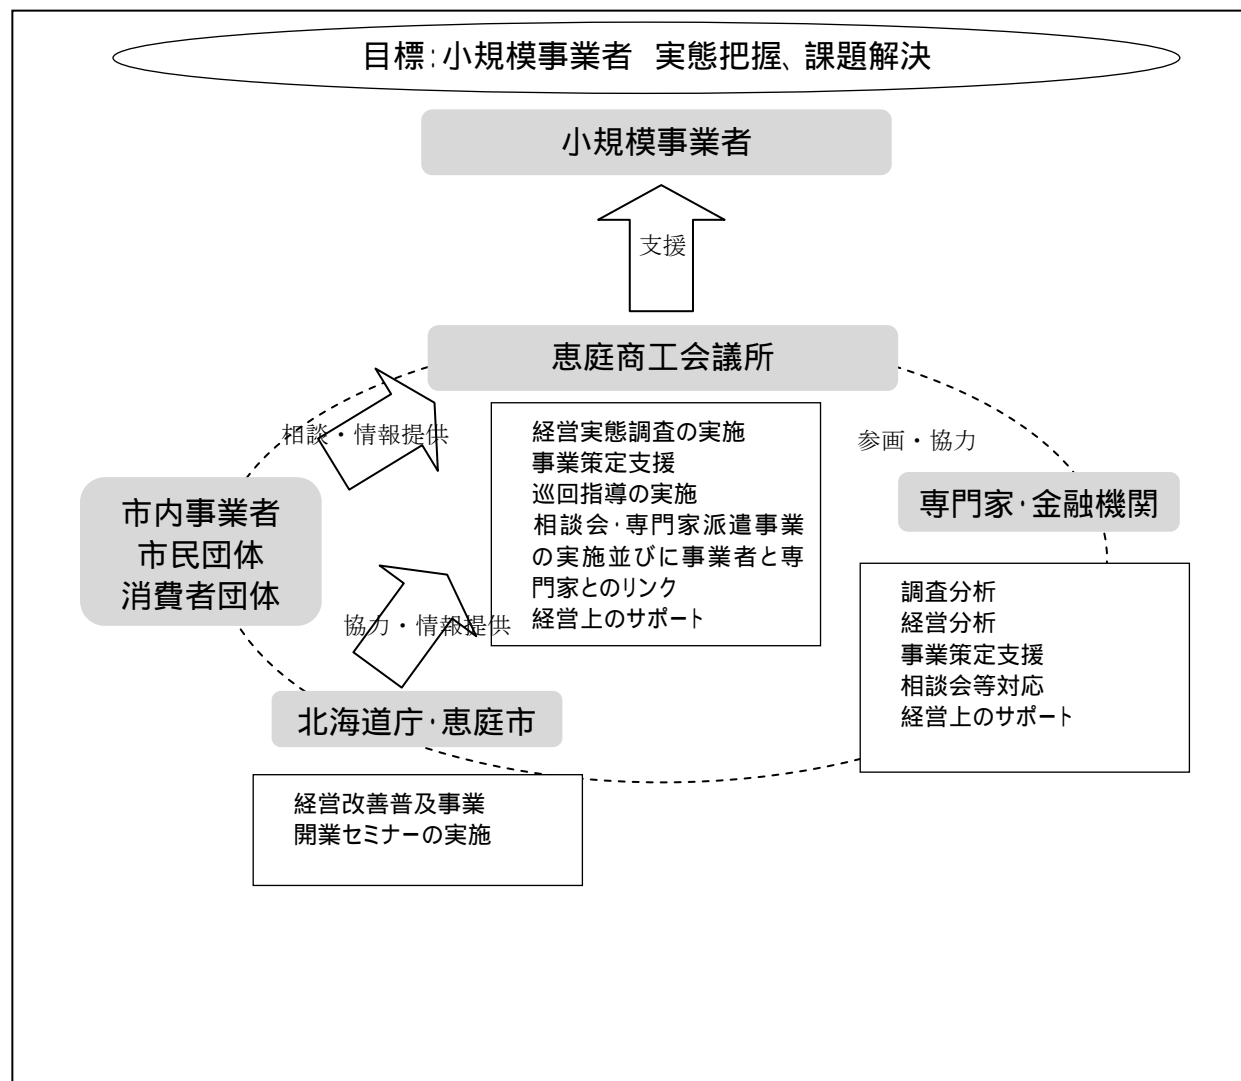 目標：小規模事業者　実態把握、課題解決
小規模事業者
支援
恵庭商工会議所
相談・情報提供
経営実態調査の実施
事業策定支援
巡回指導の実施
相談会・専門家派遣事業
の実施並びに事業者と専
門家とのリンク
経営上のサポート
参画・協力
専門家・金融機関
調査分析
経営分析
事業策定支援
相談会等対応
経営上のサポート
市内事業者
市民団体
消費者団体
協力・情報提供
北海道庁・恵庭市
経営改善普及事業
開業セミナーの実施